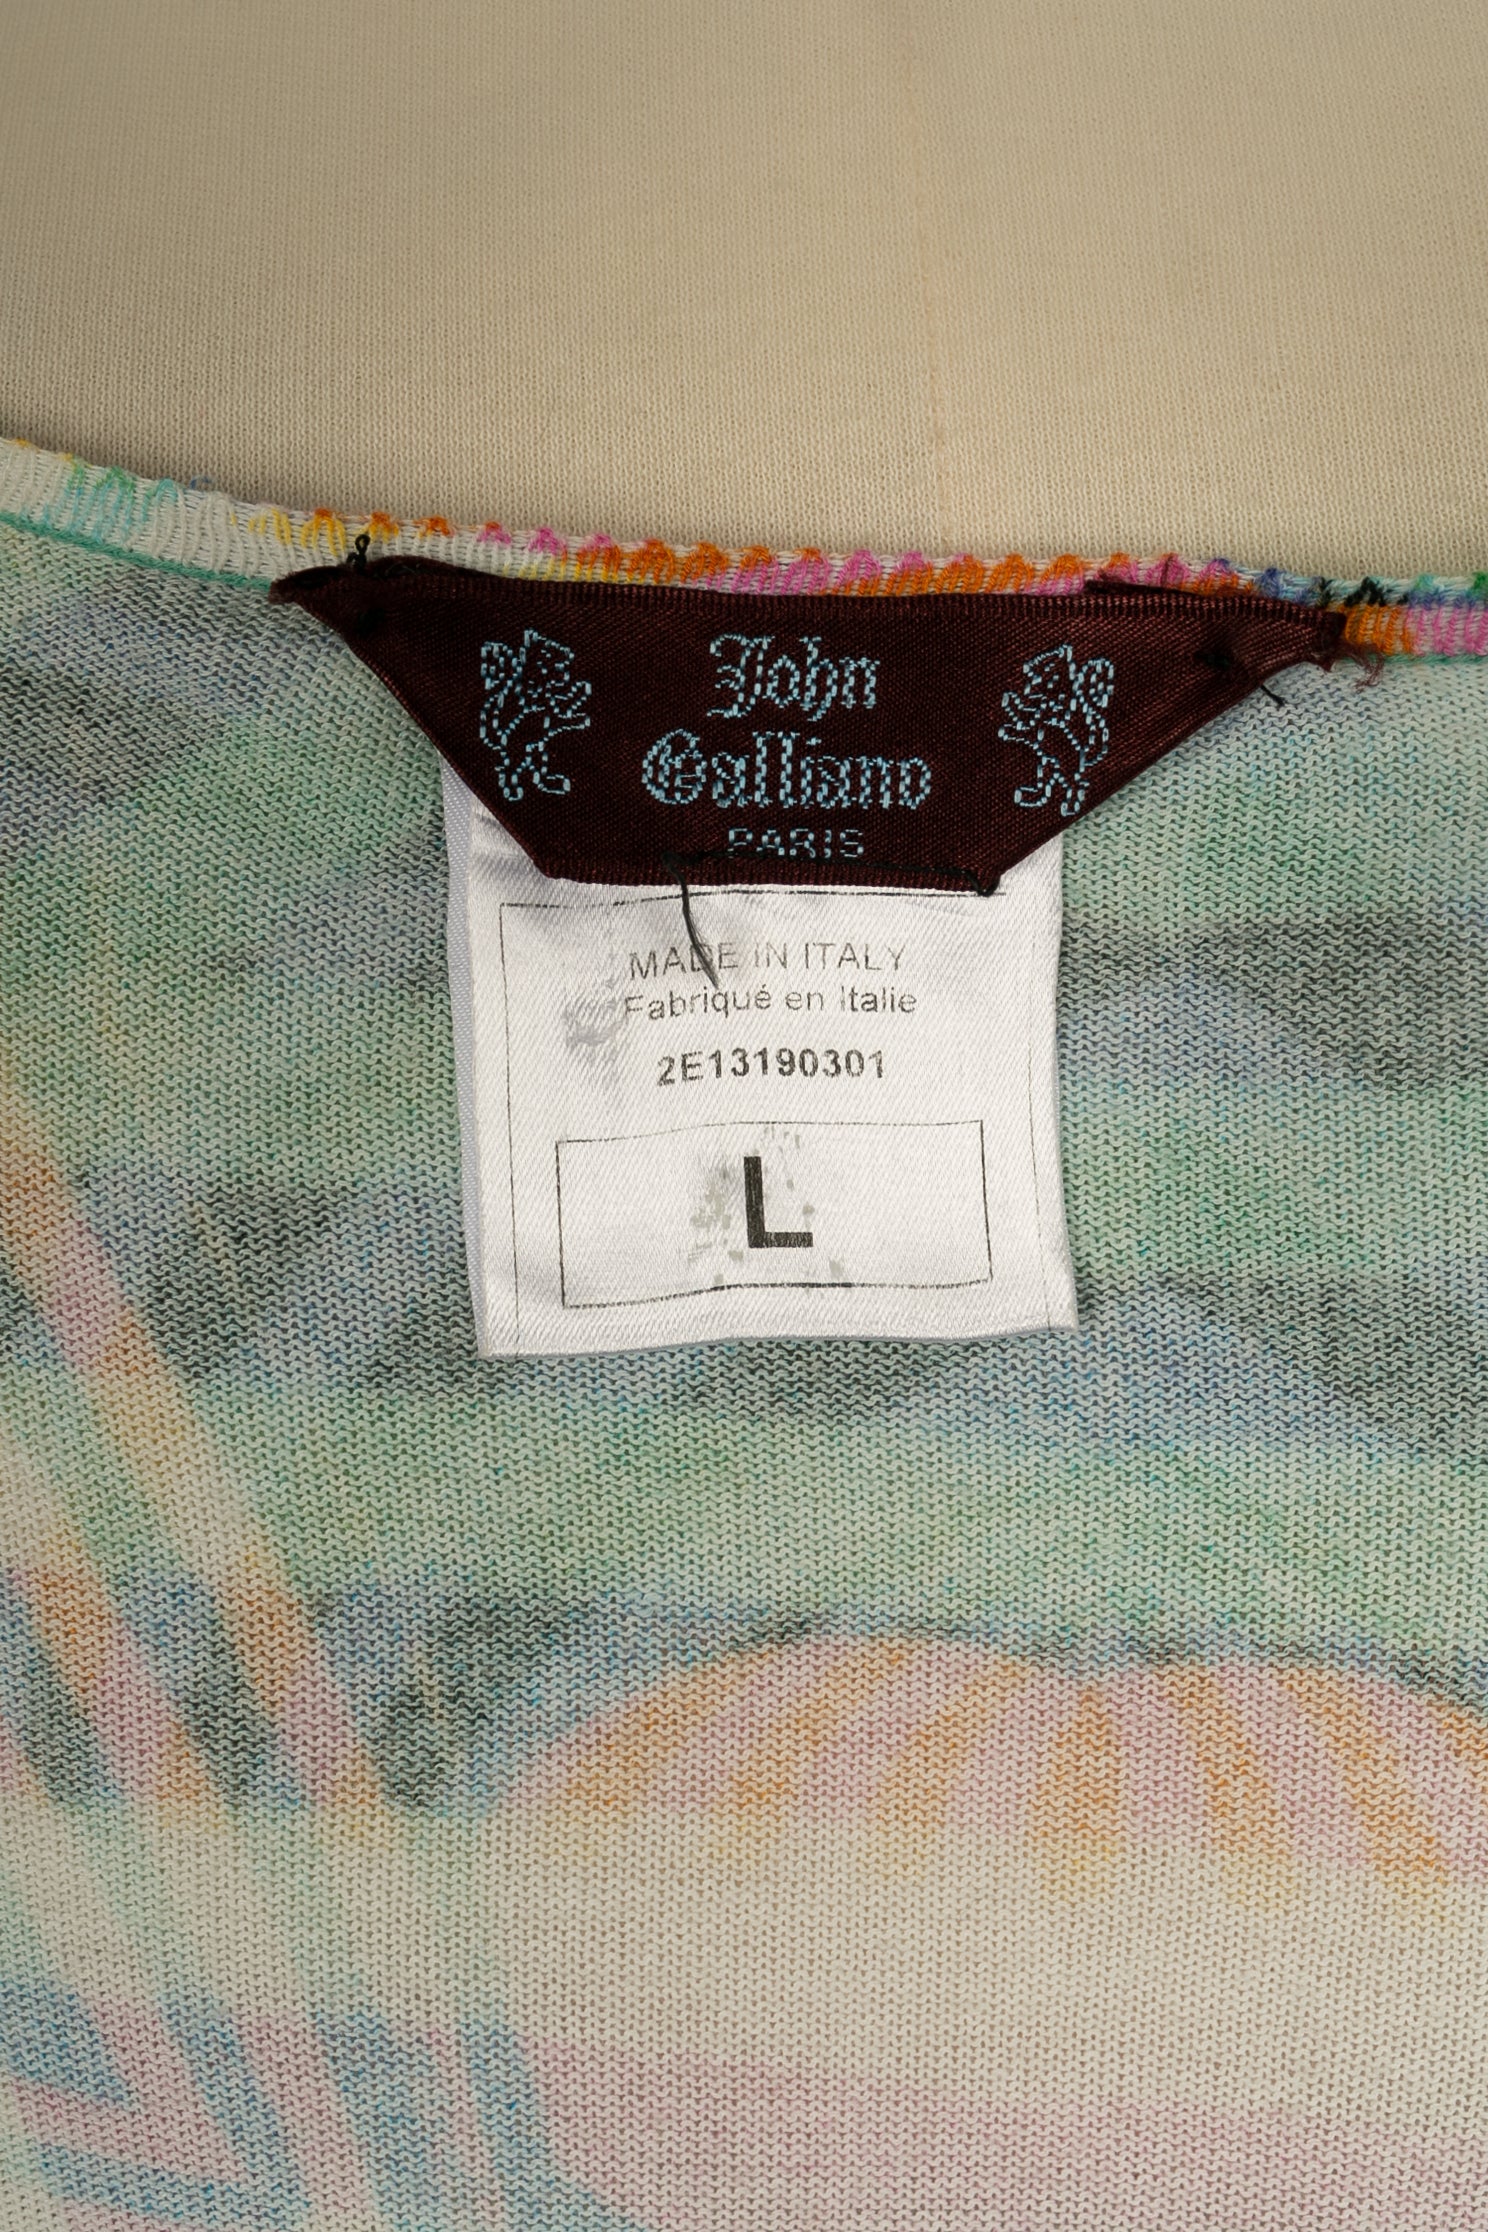 John
Galliano
PARIS
MADE IN ITALY
Fabriqué en Italie
2E13190301
L